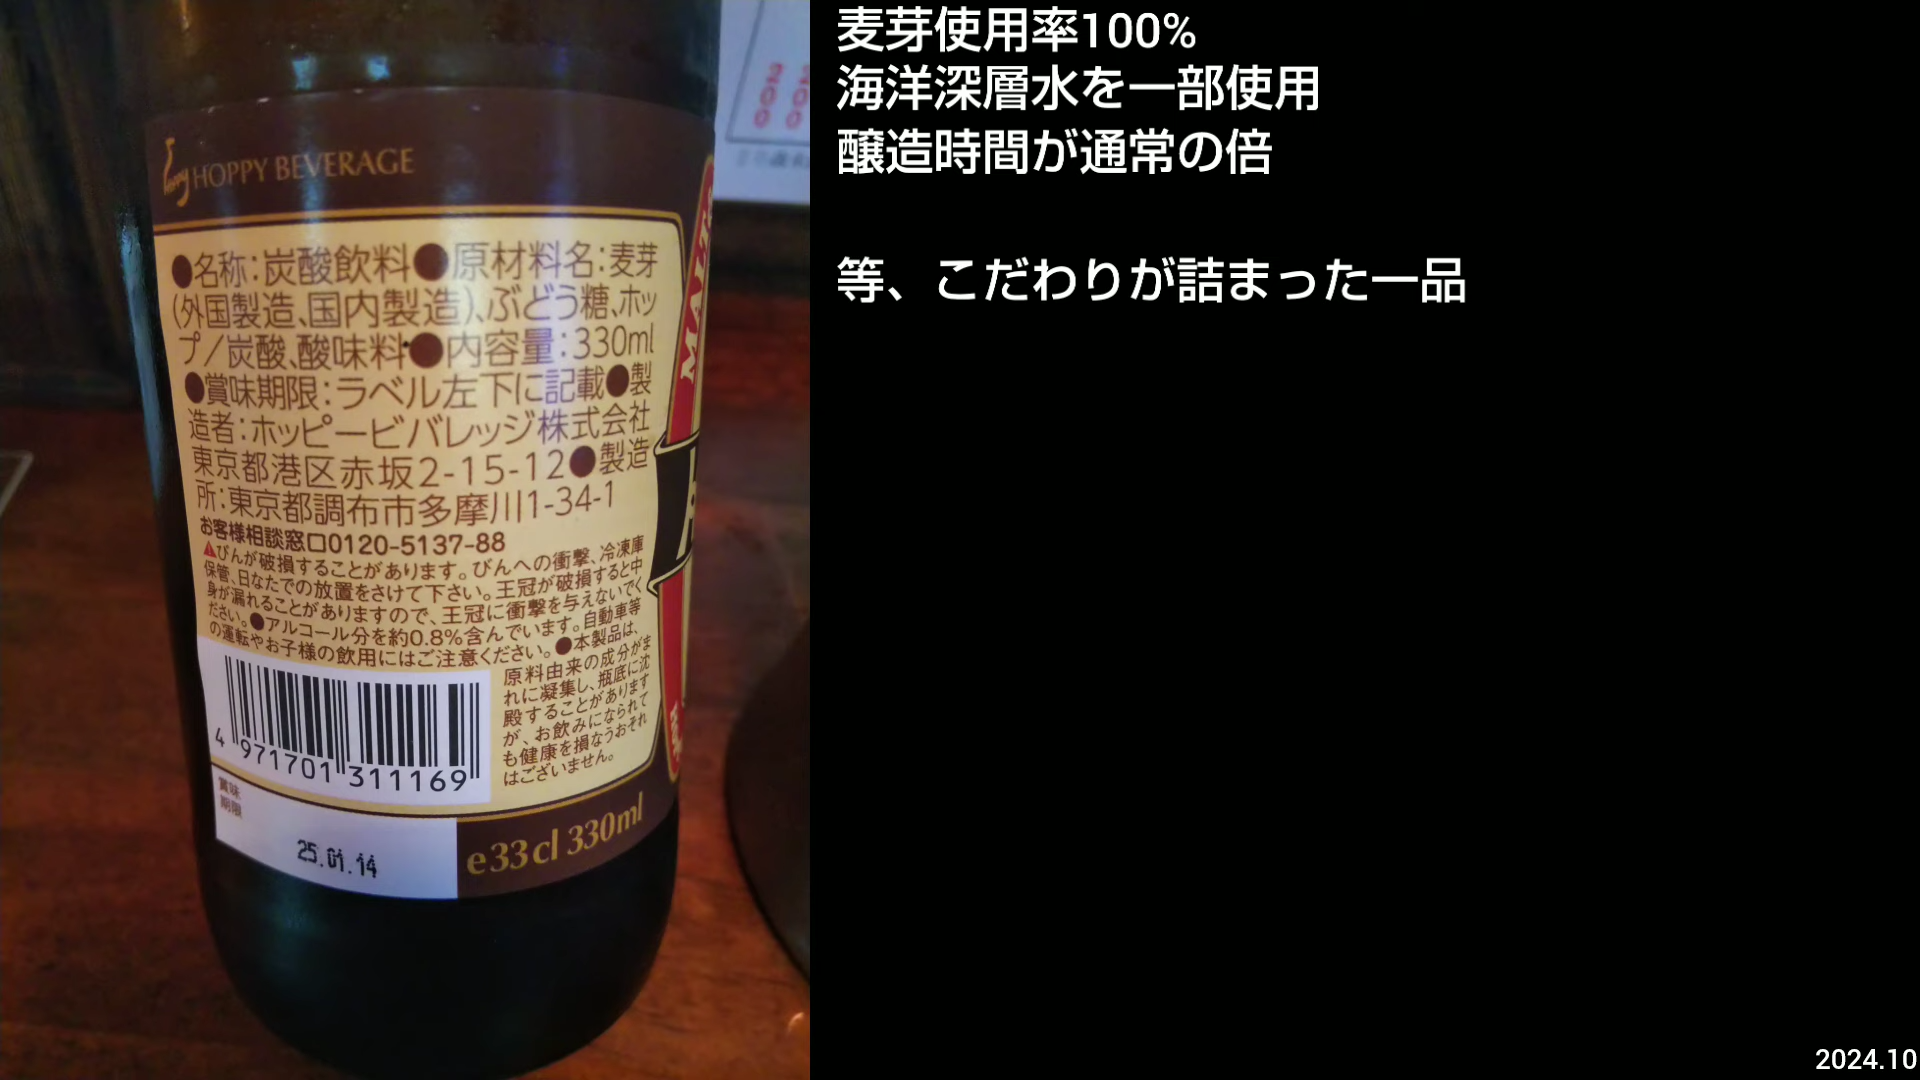 Hoppy HOPPY BEVERAGE
●名称:炭酸飲料●原材料名:麦芽
(外国製造、国内製造)、ぶどう糖、ホッ
プ/炭酸、酸味料●内容量:330ml
●賞味期限:ラベル左下に記載●製
造者:ホッピービバレッジ株式会社
東京都港区赤坂2-15-12●製造
所:東京都調布市多摩川1-34-1
お客様相談窓口0120-5137-88
⚠びんが破損することがあります。びんへの衝撃、冷凍庫
保管、日なたでの放置をさけて下さい。王冠が破損すると中
身が漏れることがありますので、王冠に衝撃を与えないでく
ださい。●アルコール分を約0.8%含んでいます。自動車等
の運転やお子様の飲用にはご注意ください。●本製品は、
原料由来の成分がま
れに凝集し、瓶底に沈
殿することがあります
が、お飲みになられて
も健康を損なうおそれ
はございません。
4 971701 311169
賞味
期限
25.01.14
e33cl 330ml
MALT
麦芽使用率100%
海洋深層水を一部使用
醸造時間が通常の倍
等、こだわりが詰まった一品
2024.10